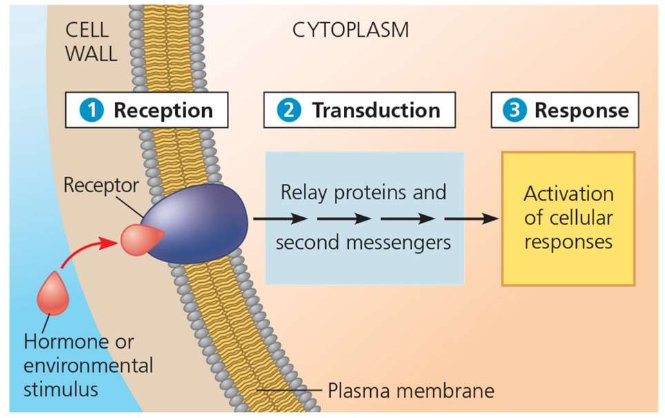 CELL
WALL
CYTOPLASM
1 Reception
2 Transduction
3 Response
Receptor
Relay proteins and
second messengers
Activation
of cellular
responses
Hormone or
environmental
stimulus
Plasma membrane